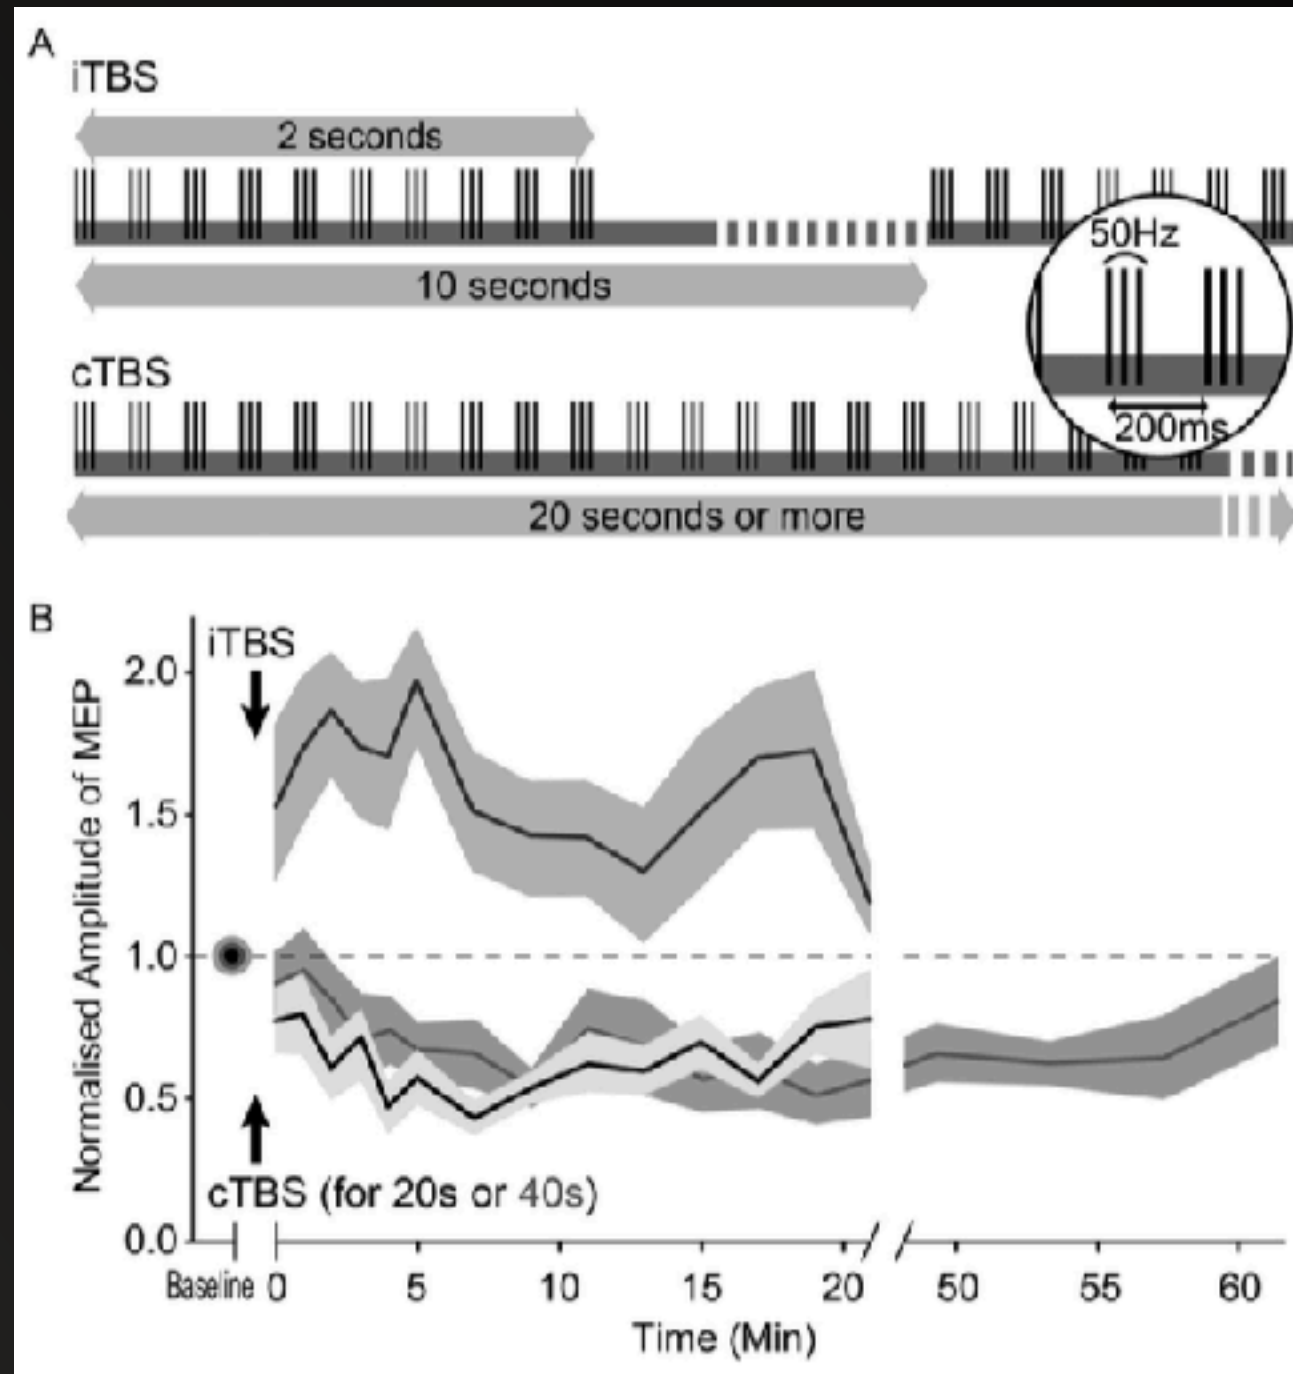 A
iTBS
2 seconds
10 seconds
50Hz
200ms
cTBS
20 seconds or more
B
iTBS
Normalised Amplitude of MEP
2.0
1.5
1.0
0.5
0.0
cTBS (for 20s or 40s)
Baseline 0 5 10 15 20 50 55 60
Time (Min)